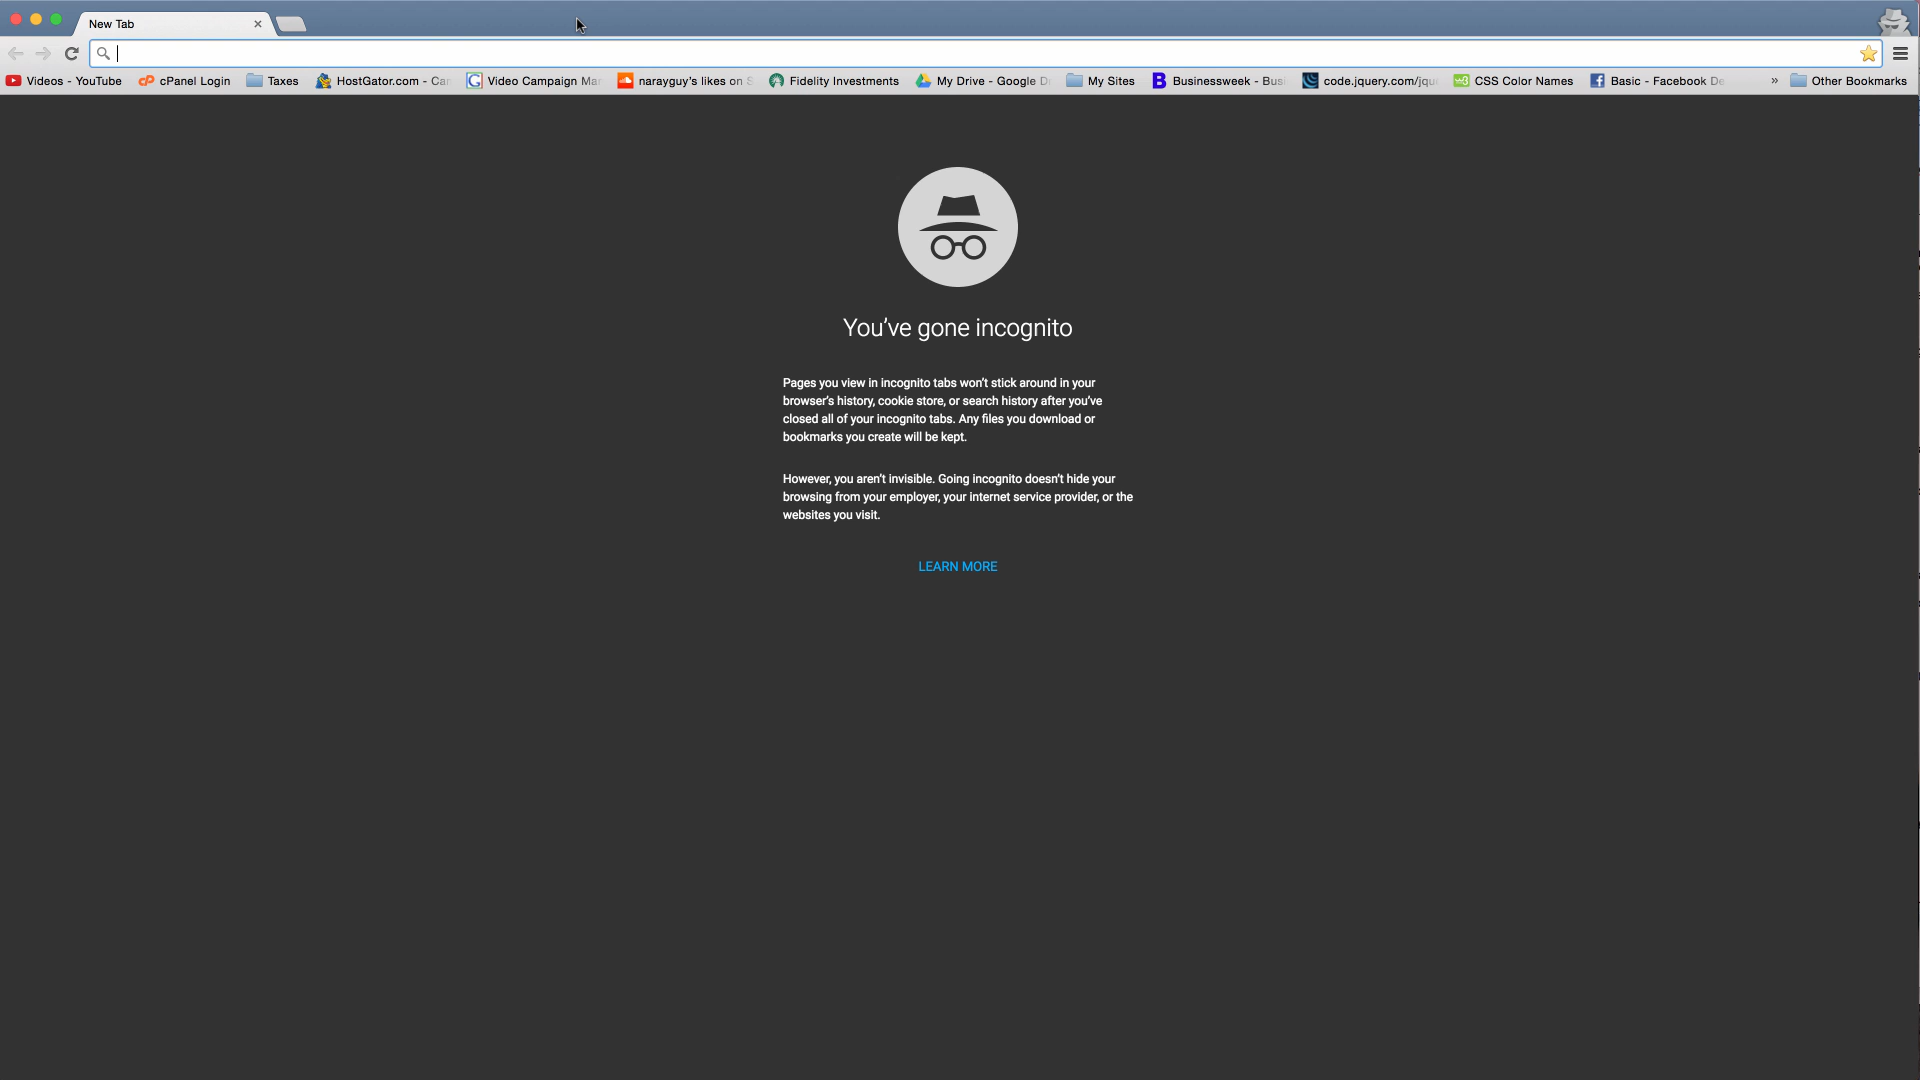 New Tab
Videos - YouTube
cPanel Login
Taxes
HostGator.com - Ca
Video Campaign Ma
narayguy's likes on S
Fidelity Investments
My Drive - Google D
My Sites
Businessweek - Busi
code.jquery.com/jqu
CSS Color Names
Basic - Facebook De
»
Other Bookmarks
You've gone incognito
Pages you view in incognito tabs won't stick around in your
browser's history, cookie store, or search history after you've
closed all of your incognito tabs. Any files you download or
bookmarks you create will be kept.
However, you aren't invisible. Going incognito doesn't hide your
browsing from your employer, your internet service provider, or the
websites you visit.
LEARN MORE